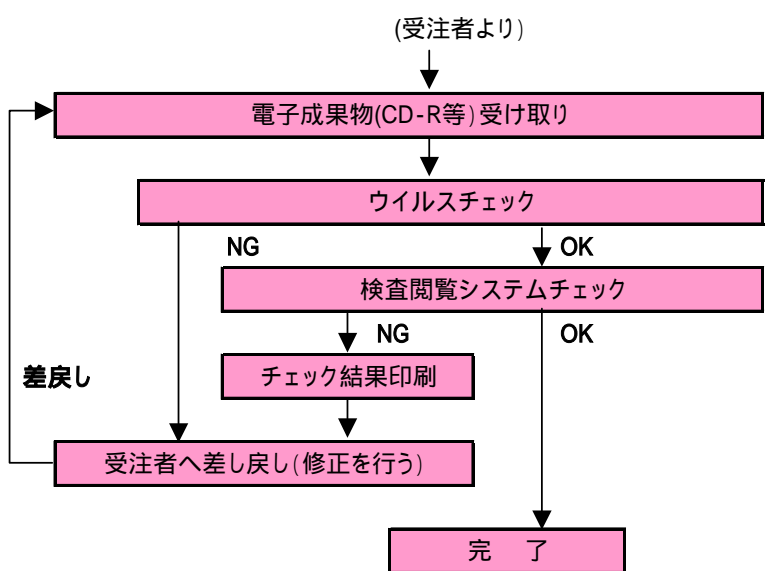 (受注者より)
電子成果物(CD-R等)受け取り
ウイルスチェック
NG
OK
検査閲覧システムチェック
NG
OK
差戻し
チェック結果印刷
受注者へ差し戻し(修正を行う)
完　了